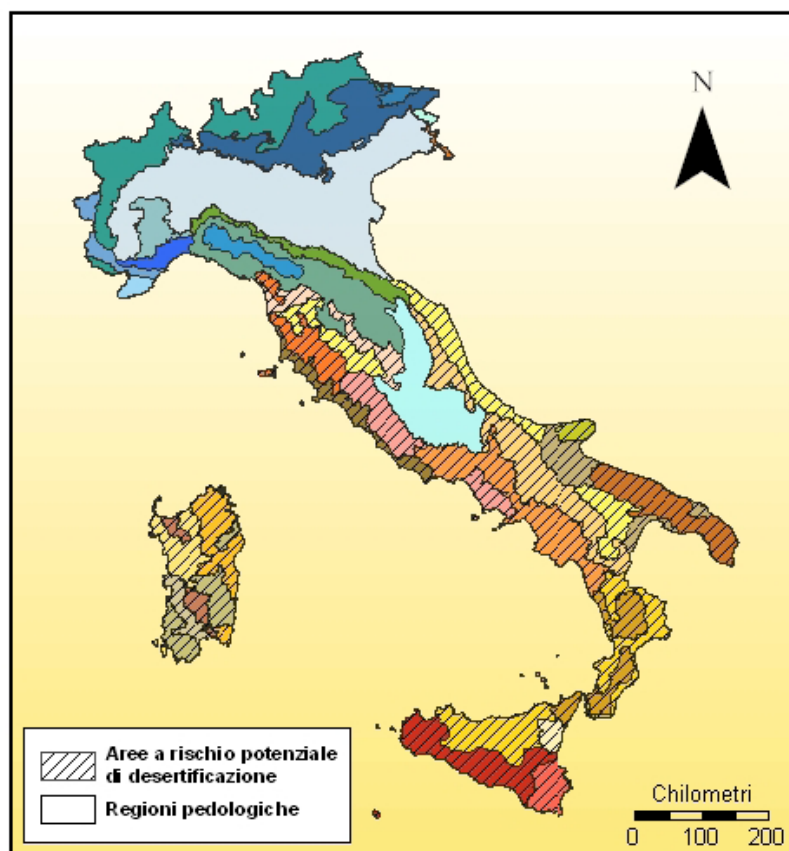 N
Aree a rischio potenziale
di desertificazione
Regioni pedologiche
Chilometri
0 100 200